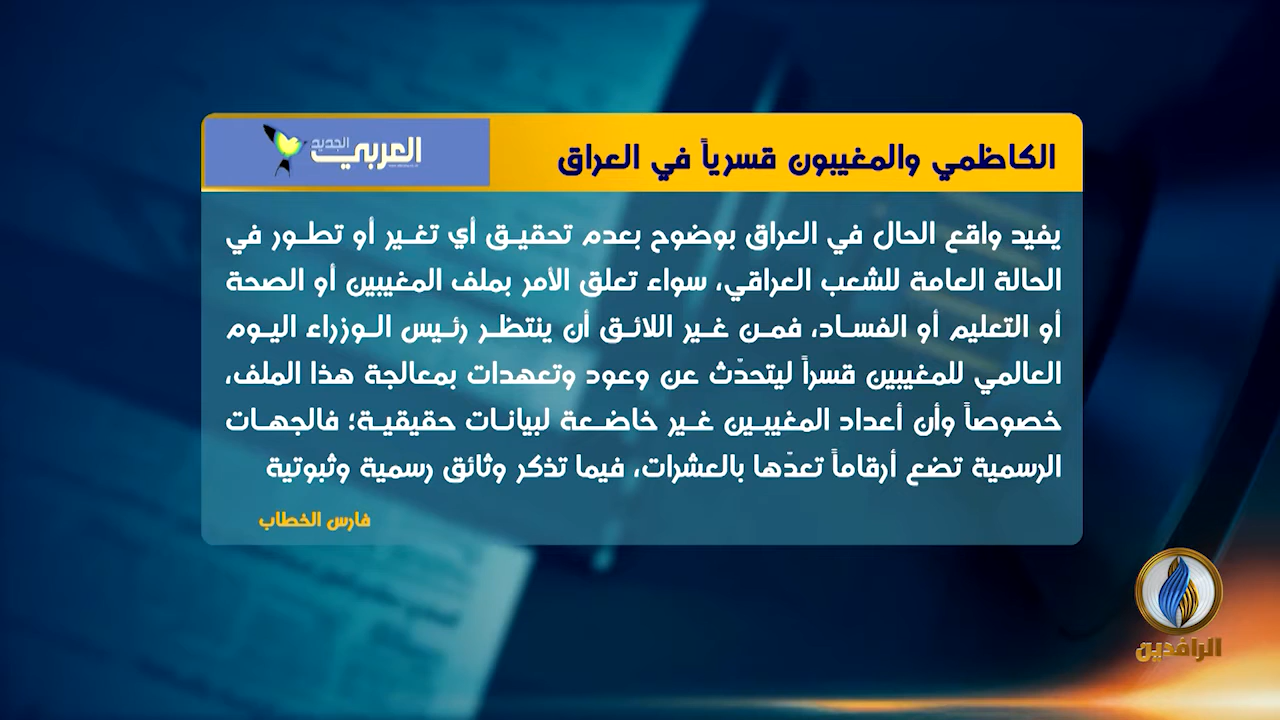 الكاظمي والمغيبون قسرياً في العراق
العربي الجديد
يفيد واقع الحال في العراق بوضوح بعدم تحقيق أي تغير أو تطور في
الحالة العامة للشعب العراقي، سواء تعلق الأمر بملف المغيبين أو الصحة
أو التعليم أو الفساد، فمن غير اللائق أن ينتظر رئيس الوزراء اليوم
العالمي للمغيبين قسراً ليتحدّث عن وعود وتعهدات بمعالجة هذا الملف،
خصوصاً وأن أعداد المغيبين غير خاضعة لبيانات حقيقية؛ فالجهات
الرسمية تضع أرقاماً تعدّها بالعشرات، فيما تذكر وثائق رسمية وثبوتية
فارس الخطاب
الرافدين